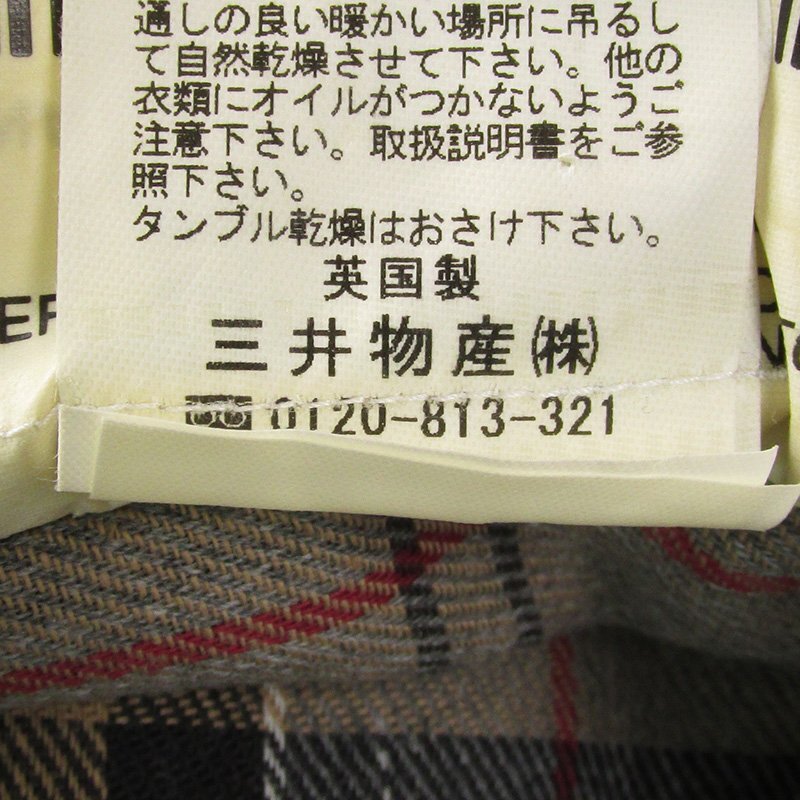 通しの良い暖かい場所に吊るし
て自然乾燥させて下さい。他の
衣類にオイルがつかないようご
注意下さい。取扱説明書をご参
照下さい。
タンブル乾燥はおさけ下さい。
英国製
三井物産㈱
0120-813-321